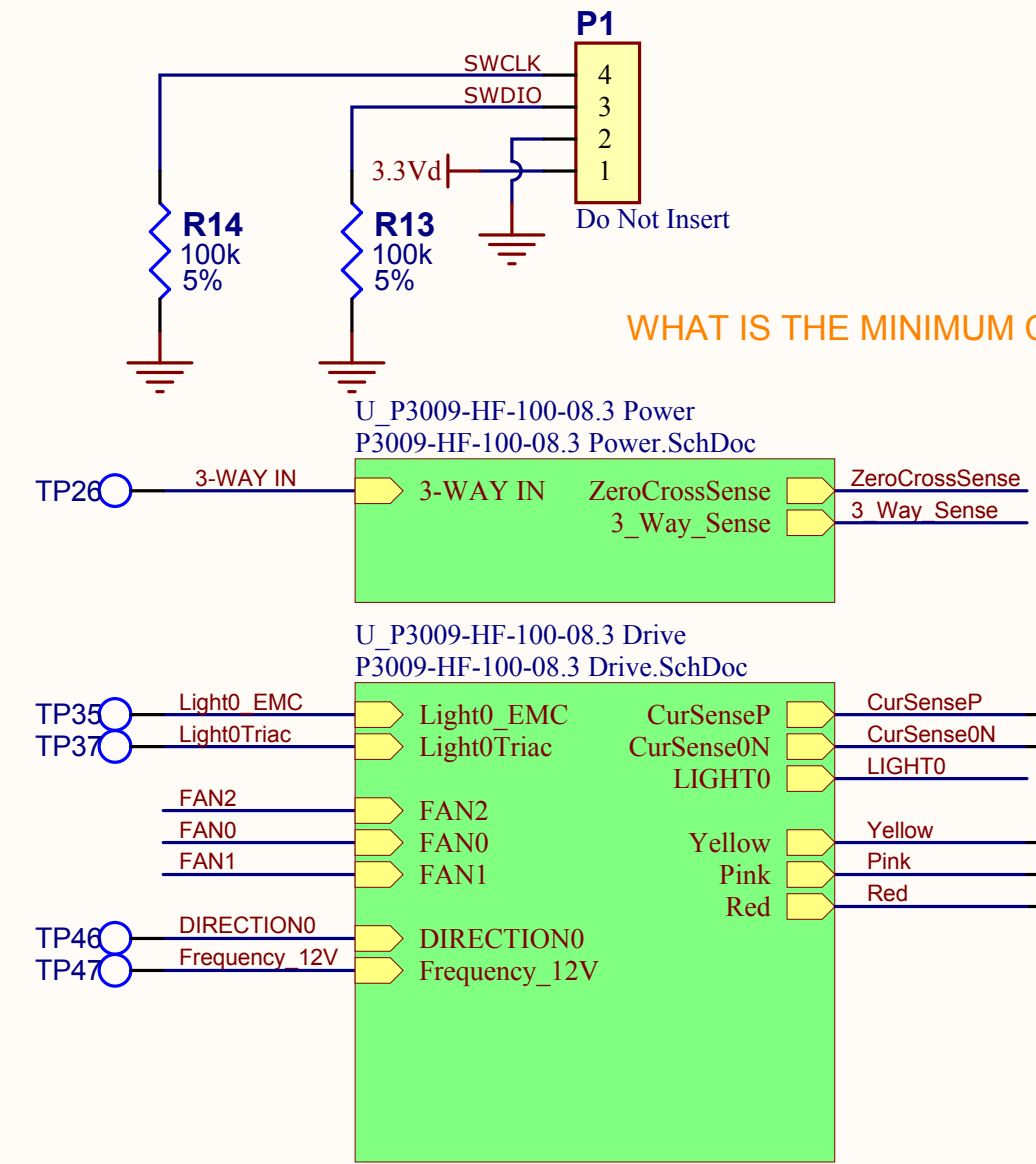 P1
SWCLK
4
SWDIO
3
2
3.3Vd
1
Do Not Insert
R14
100k
5%
R13
100k
5%
WHAT IS THE MINIMUM
U_P3009-HF-100-08.3 Power
P3009-HF-100-08.3 Power.SchDoc
TP26
3-WAY IN
3-WAY IN
ZeroCrossSense
ZeroCrossSense
3_Way_Sense
3_Way_Sense
U_P3009-HF-100-08.3 Drive
P3009-HF-100-08.3 Drive.SchDoc
TP35
Light0_EMC
Light0_EMC
CurSenseP
CurSenseP
TP37
Light0Triac
Light0Triac
CurSense0N
CurSense0N
LIGHT0
LIGHT0
FAN2
FAN2
FAN0
FAN0
Yellow
Yellow
FAN1
FAN1
Pink
Pink
Red
Red
TP46
DIRECTION0
DIRECTION0
TP47
Frequency_12V
Frequency_12V